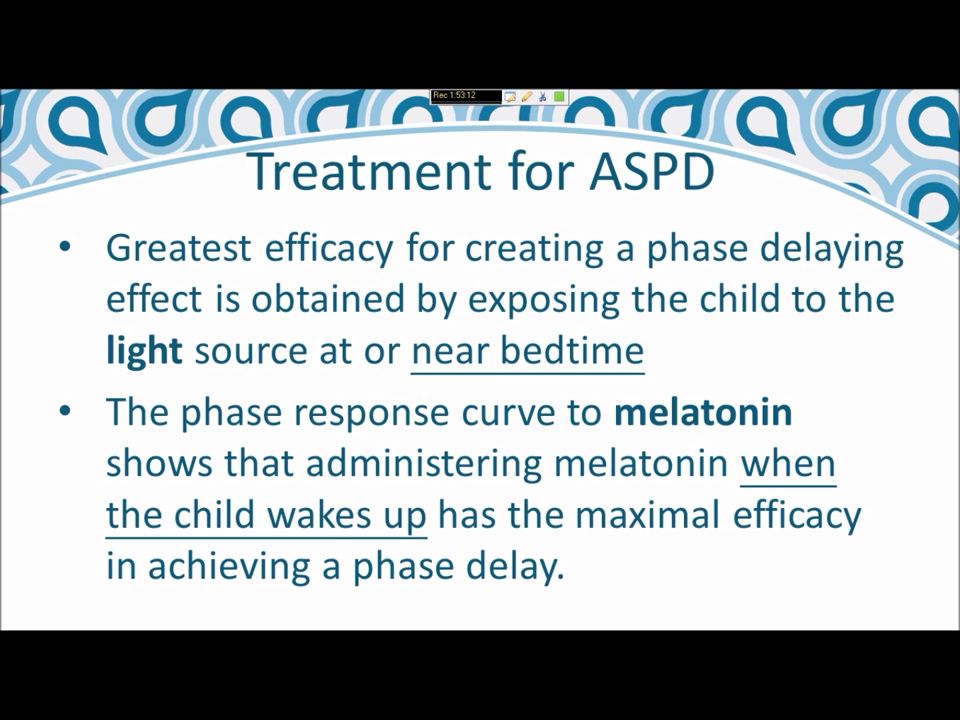 Rec 1:53:12
Treatment for ASPD
• Greatest efficacy for creating a phase delaying
effect is obtained by exposing the child to the
light source at or near bedtime
• The phase response curve to melatonin
shows that administering melatonin when
the child wakes up has the maximal efficacy
in achieving a phase delay.